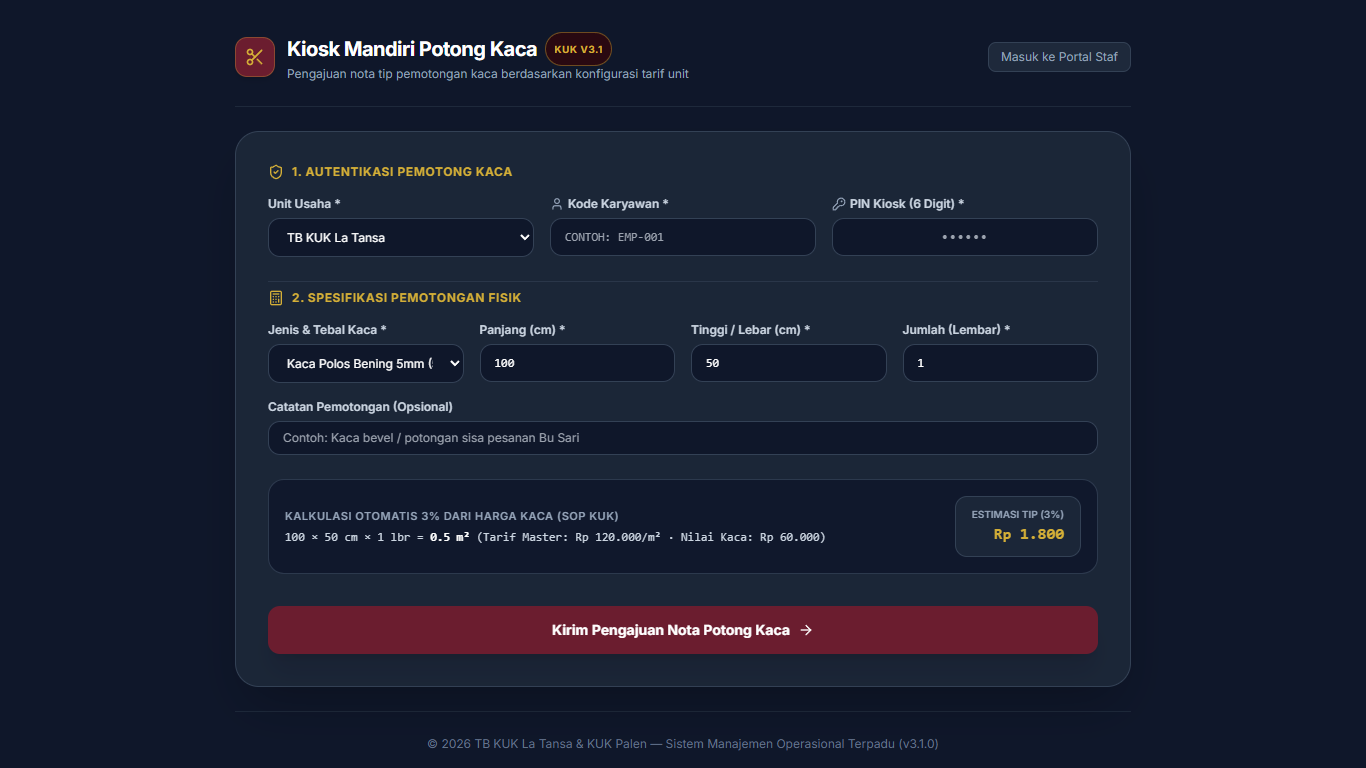 Kiosk Mandiri Potong Kaca KUK V3.1
Pengajuan nota tip pemotongan kaca berdasarkan konfigurasi tarif unit
Masuk ke Portal Staf
1. AUTENTIKASI PEMOTONG KACA
Unit Usaha *
TB KUK La Tansa
Kode Karyawan *
CONTOH: EMP-001
PIN Kiosk (6 Digit) *
••••••
2. SPESIFIKASI PEMOTONGAN FISIK
Jenis & Tebal Kaca *
Kaca Polos Bening 5mm (
Panjang (cm) *
100
Tinggi / Lebar (cm) *
50
Jumlah (Lembar) *
1
Catatan Pemotongan (Opsional)
Contoh: Kaca bevel / potongan sisa pesanan Bu Sari
KALKULASI OTOMATIS 3% DARI HARGA KACA (SOP KUK)
100 × 50 cm × 1 lbr = 0.5 m² (Tarif Master: Rp 120.000/m² · Nilai Kaca: Rp 60.000)
ESTIMASI TIP (3%)
Rp 1.800
Kirim Pengajuan Nota Potong Kaca →
© 2026 TB KUK La Tansa & KUK Palen — Sistem Manajemen Operasional Terpadu (v3.1.0)